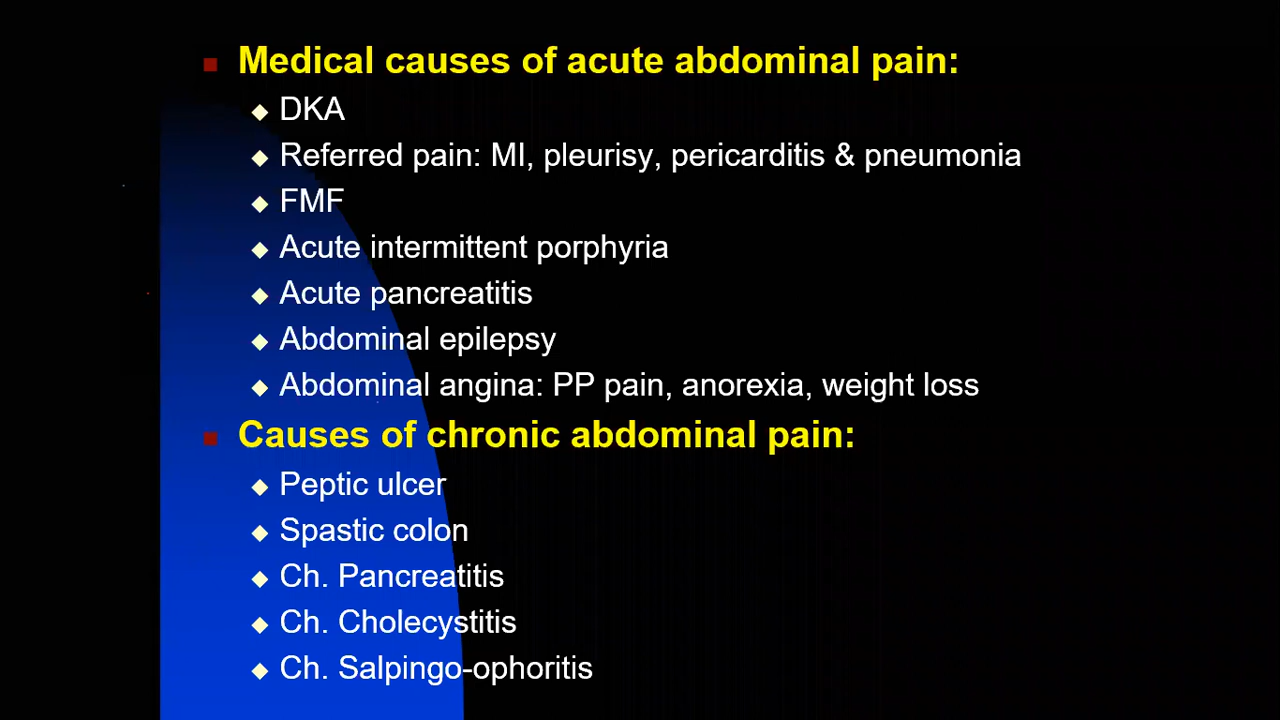 Medical causes of acute abdominal pain:
DKA
Referred pain: MI, pleurisy, pericarditis & pneumonia
FMF
Acute intermittent porphyria
Acute pancreatitis
Abdominal epilepsy
Abdominal angina: PP pain, anorexia, weight loss
Causes of chronic abdominal pain:
Peptic ulcer
Spastic colon
Ch. Pancreatitis
Ch. Cholecystitis
Ch. Salpingo-ophoritis